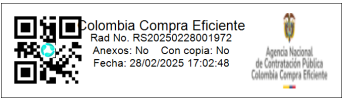 Colombia Compra Eficiente
Rad No. RS20250228001972
Anexos: No Con copia: No
Fecha: 28/02/2025 17:02:48
Agencia Nacional
de Contratación Pública
Colombia Compra Eficiente